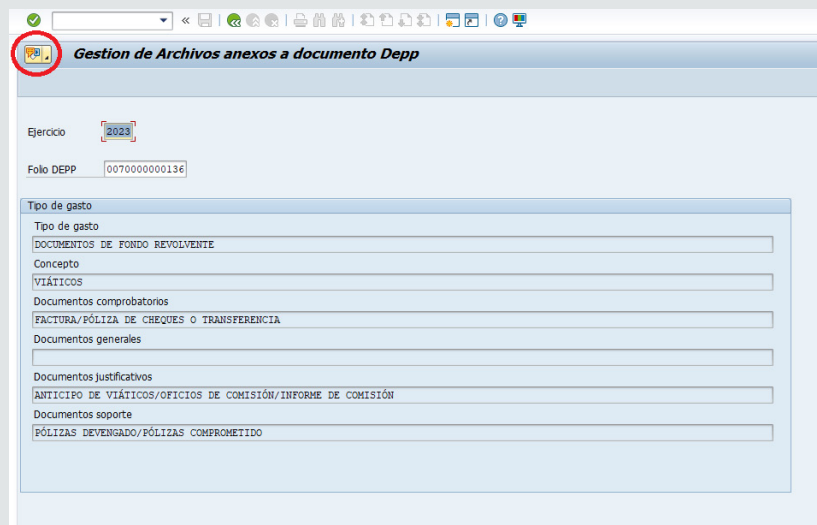 Gestion de Archivos anexos a documento Depp
Ejercicio 2023
Folio DEPP 0070000000136
Tipo de gasto
Tipo de gasto
DOCUMENTOS DE FONDO REVOLVENTE
Concepto
VIÁTICOS
Documentos comprobatorios
FACTURA/PÓLIZA DE CHEQUES O TRANSFERENCIA
Documentos generales
Documentos justificativos
ANTICIPO DE VIÁTICOS/OFICIOS DE COMISIÓN/INFORME DE COMISIÓN
Documentos soporte
PÓLIZAS DEVENGADO/PÓLIZAS COMPROMETIDO